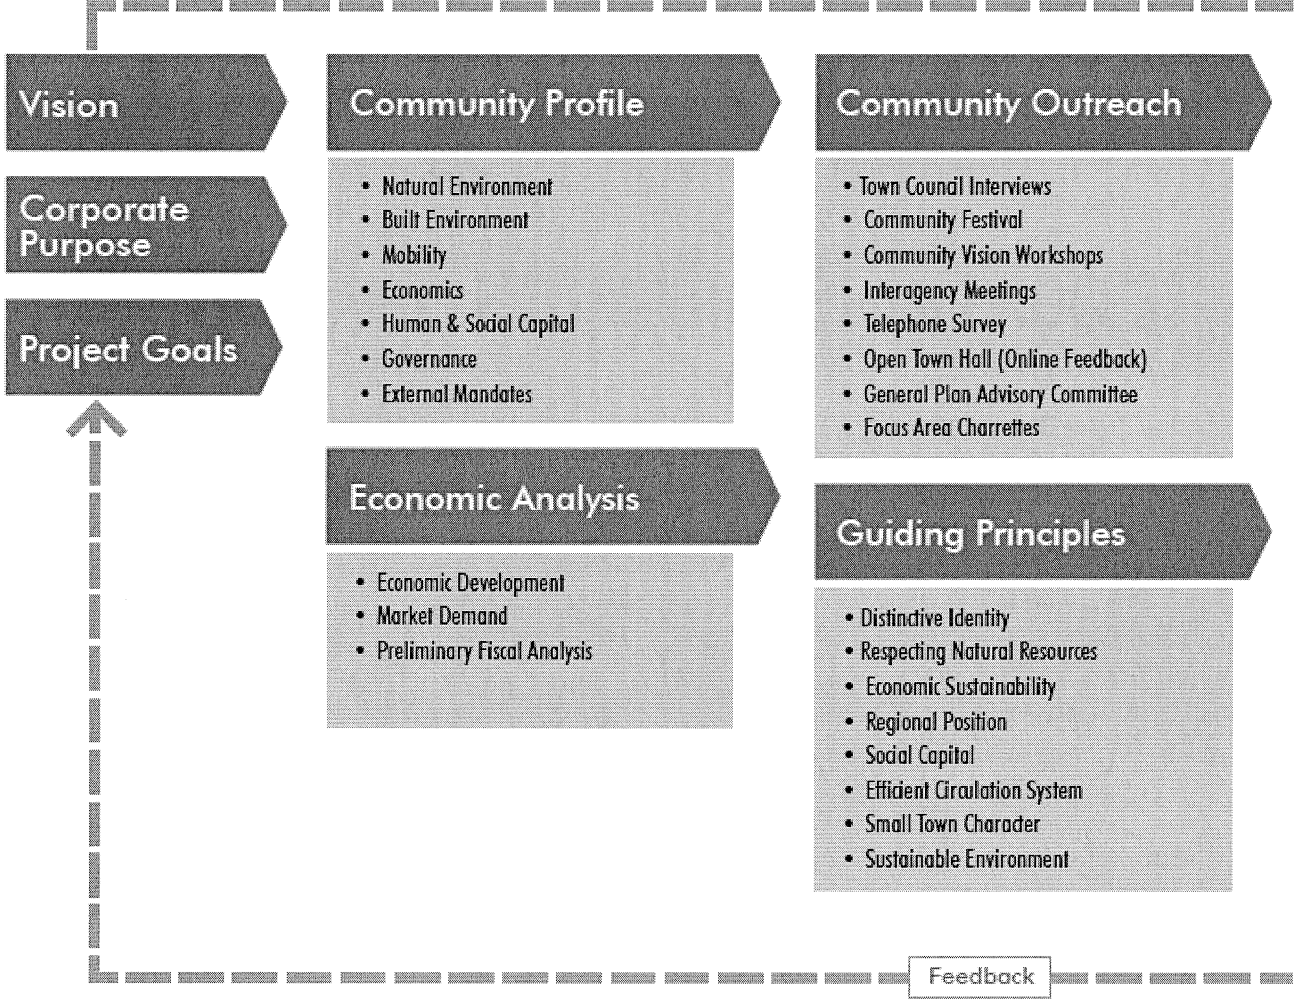 Vision
Corporate
Purpose
Project Goals
Community Profile
• Natural Environment
• Built Environment
• Mobility
• Economics
• Human & Social Capital
• Governance
• External Mandates
Economic Analysis
• Economic Development
• Market Demand
• Preliminary Fiscal Analysis
Community Outreach
• Town Council Interviews
• Community Festival
• Community Vision Workshops
• Interagency Meetings
• Telephone Survey
• Open Town Hall (Online Feedback)
• General Plan Advisory Committee
• Focus Area Charrettes
Guiding Principles
• Distinctive Identity
• Respecting Natural Resources
• Economic Sustainability
• Regional Position
• Social Capital
• Efficient Circulation System
• Small Town Character
• Sustainable Environment
Feedback